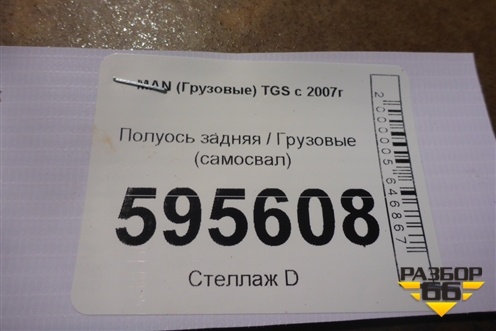 MAN (Грузовые) TGS с 2007г
Полуось задняя / Грузовые
(самосвал)
595608
Стеллаж D
2000005646867
РАЗБОР
66